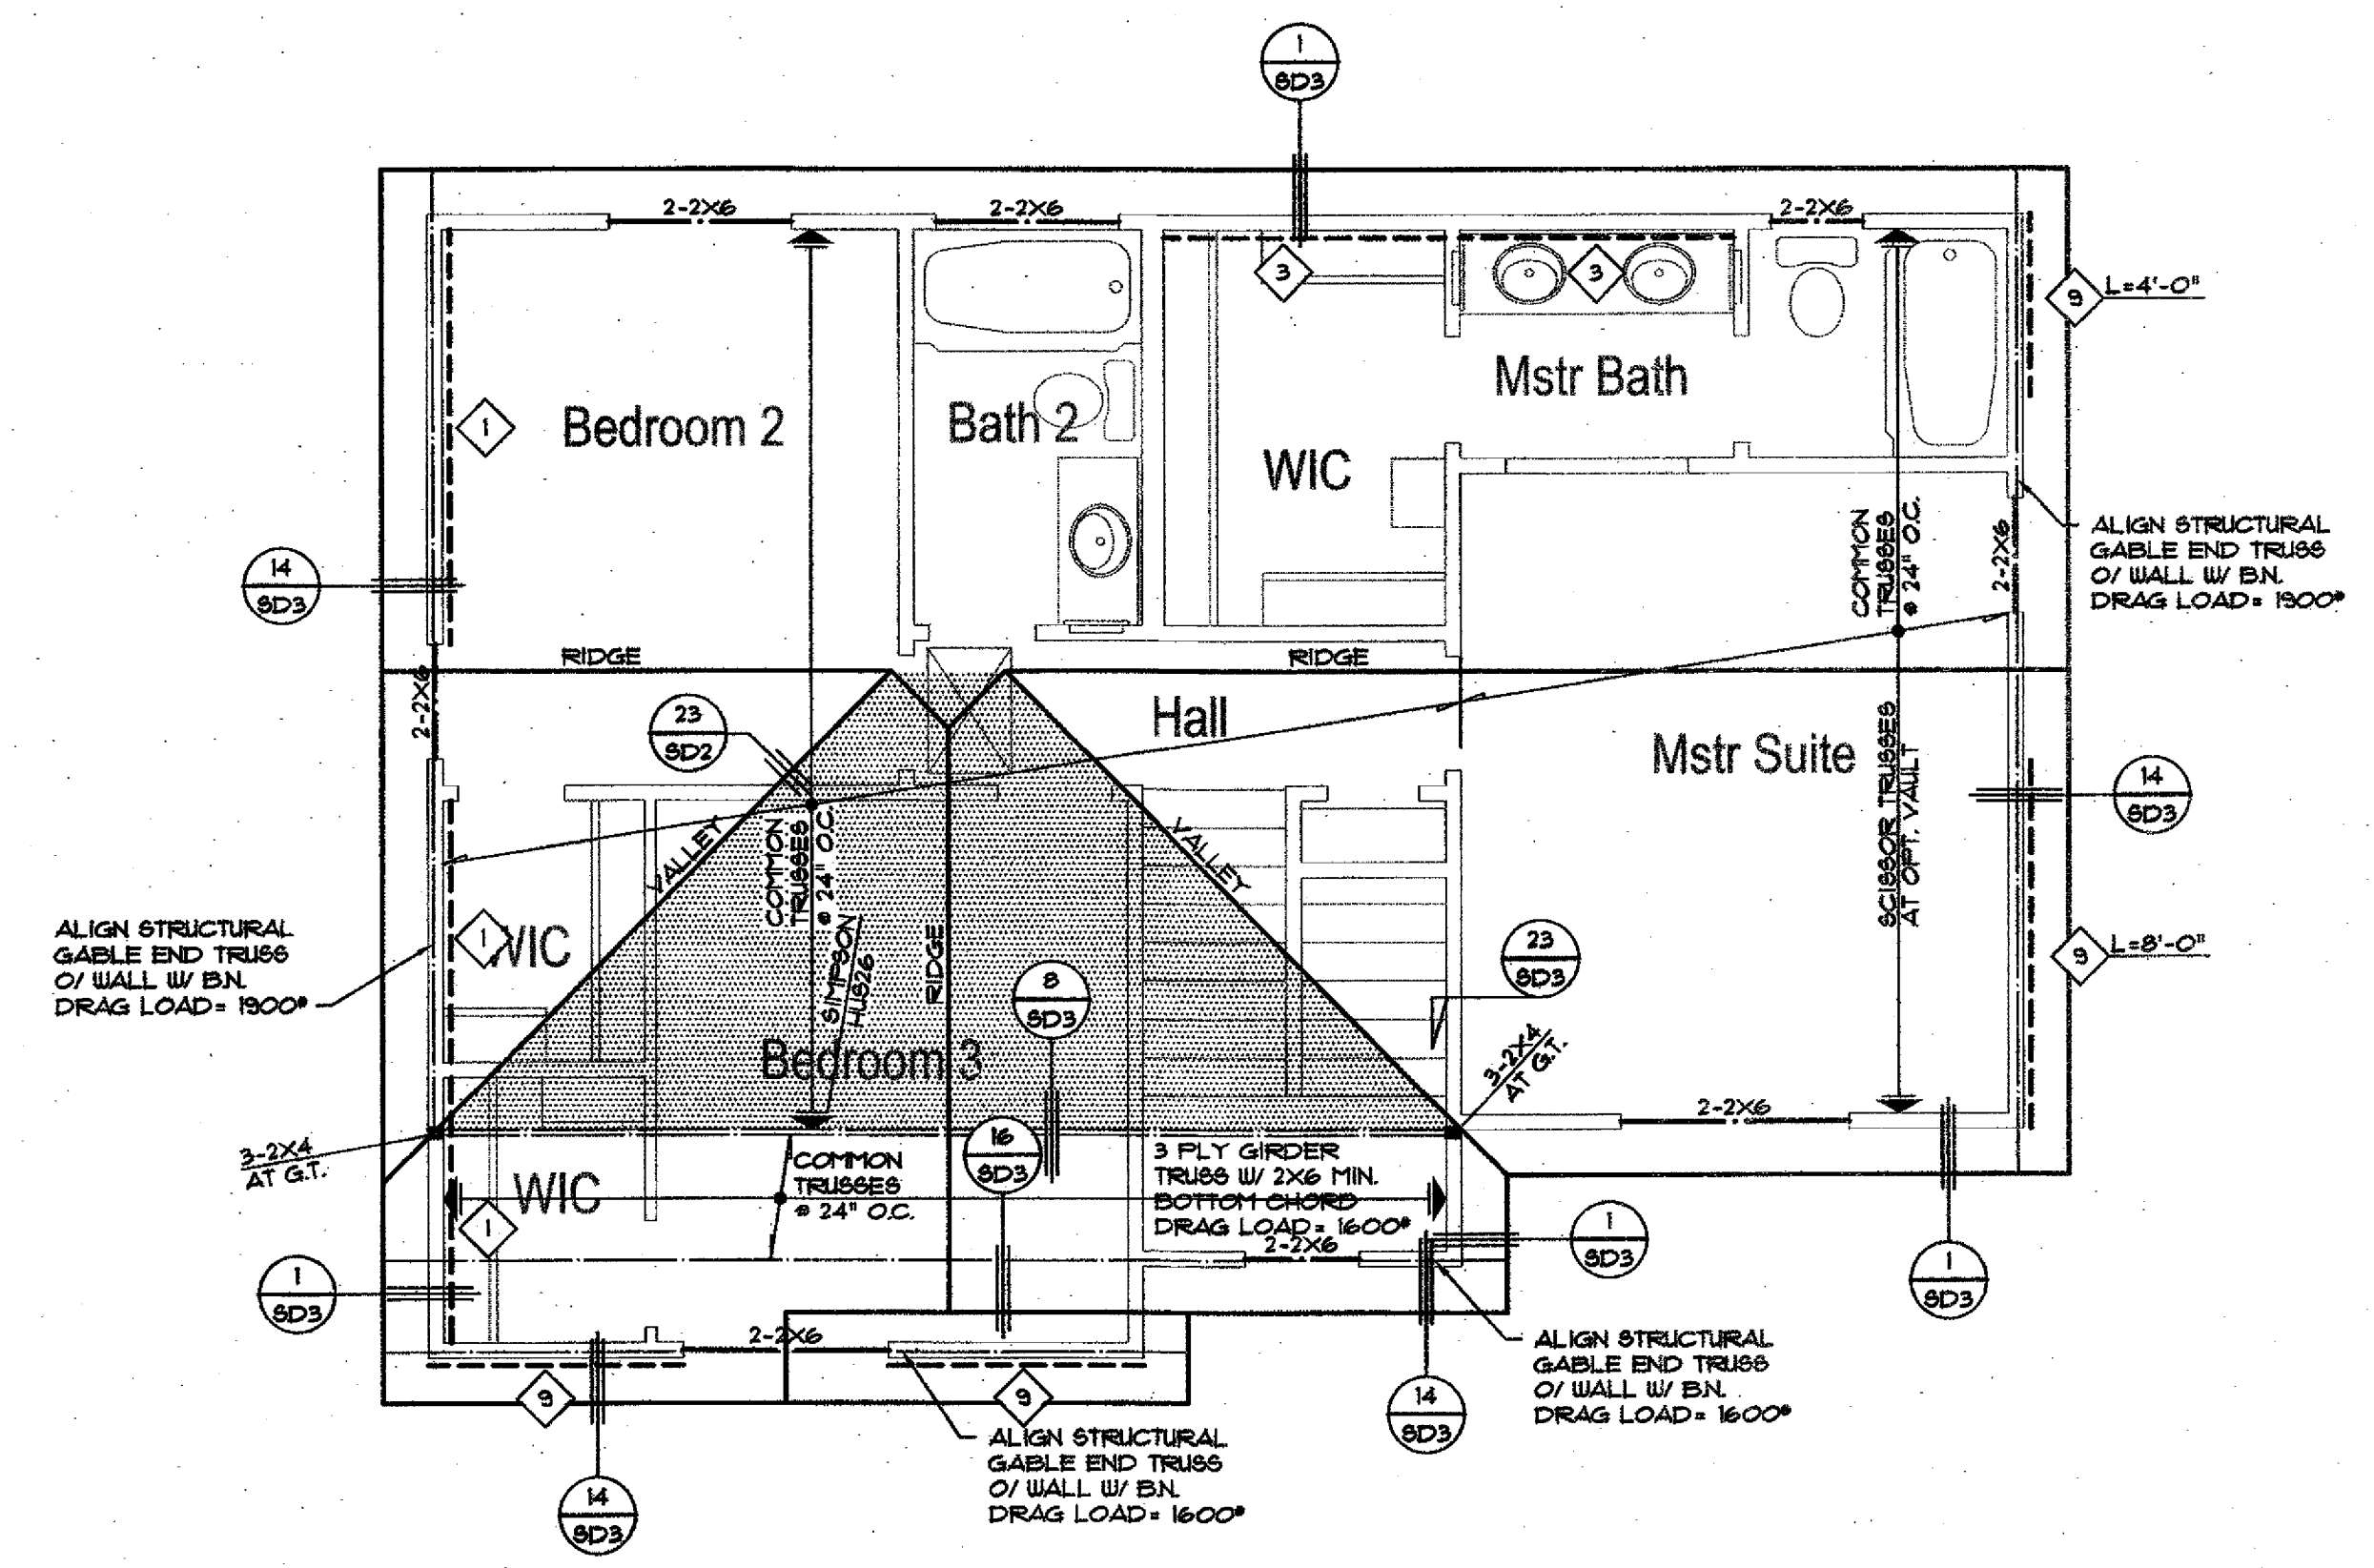 1
SD3
2-2X6
2-2X6
2-2X6
3
3
9
L=4'-0"
Mstr Bath
1
Bedroom 2
Bath 2
WIC
COMMON
TRUSSES
@ 24" O.C.
2-2X6
ALIGN STRUCTURAL
GABLE END TRUSS
O/ WALL W/ B.N.
DRAG LOAD= 1900#
14
SD3
RIDGE
RIDGE
2-2X6
23
SD2
Hall
Mstr Suite
SCISSOR TRUSSES
AT OPT. VAULT
14
SD3
VALLEY
COMMON
TRUSSES
@ 24" O.C.
VALLEY
ALIGN STRUCTURAL
GABLE END TRUSS
O/ WALL W/ B.N.
DRAG LOAD= 1900#
1
WIC
SIMPSON
HUS26
RIDGE
8
SD3
23
SD3
9
L=8'-0"
Bedroom 3
3-2X4
AT G.T.
2-2X6
3-2X4
AT G.T.
16
SD3
COMMON
TRUSSES
@ 24" O.C.
3 PLY GIRDER
TRUSS W/ 2X6 MIN.
BOTTOM CHORD
DRAG LOAD= 1600#
WIC
1
2-2X6
1
SD3
1
SD3
1
SD3
2-2X6
ALIGN STRUCTURAL
GABLE END TRUSS
O/ WALL W/ B.N.
DRAG LOAD= 1600#
9
9
14
SD3
ALIGN STRUCTURAL
GABLE END TRUSS
O/ WALL W/ B.N.
DRAG LOAD= 1600#
14
SD3